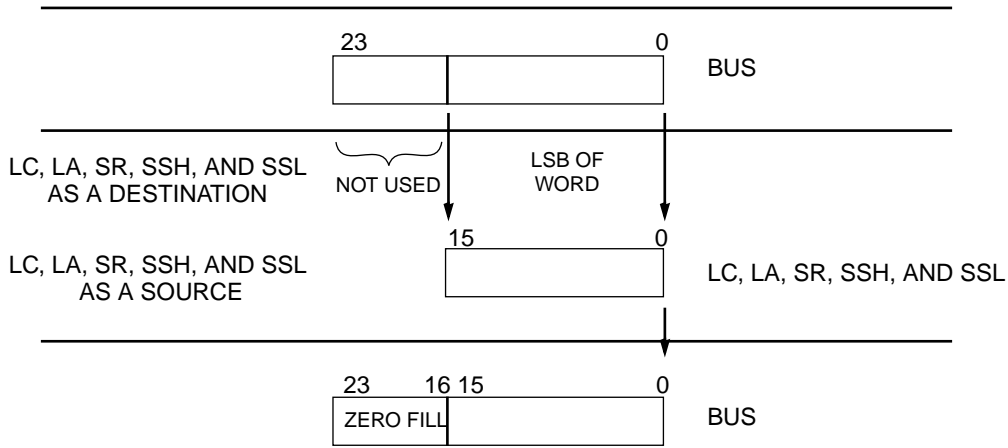 23 0
BUS
LC, LA, SR, SSH, AND SSL
AS A DESTINATION
NOT USED
LSB OF
WORD
15 0
LC, LA, SR, SSH, AND SSL
AS A SOURCE
LC, LA, SR, SSH, AND SSL
23 16 15 0
ZERO FILL
BUS